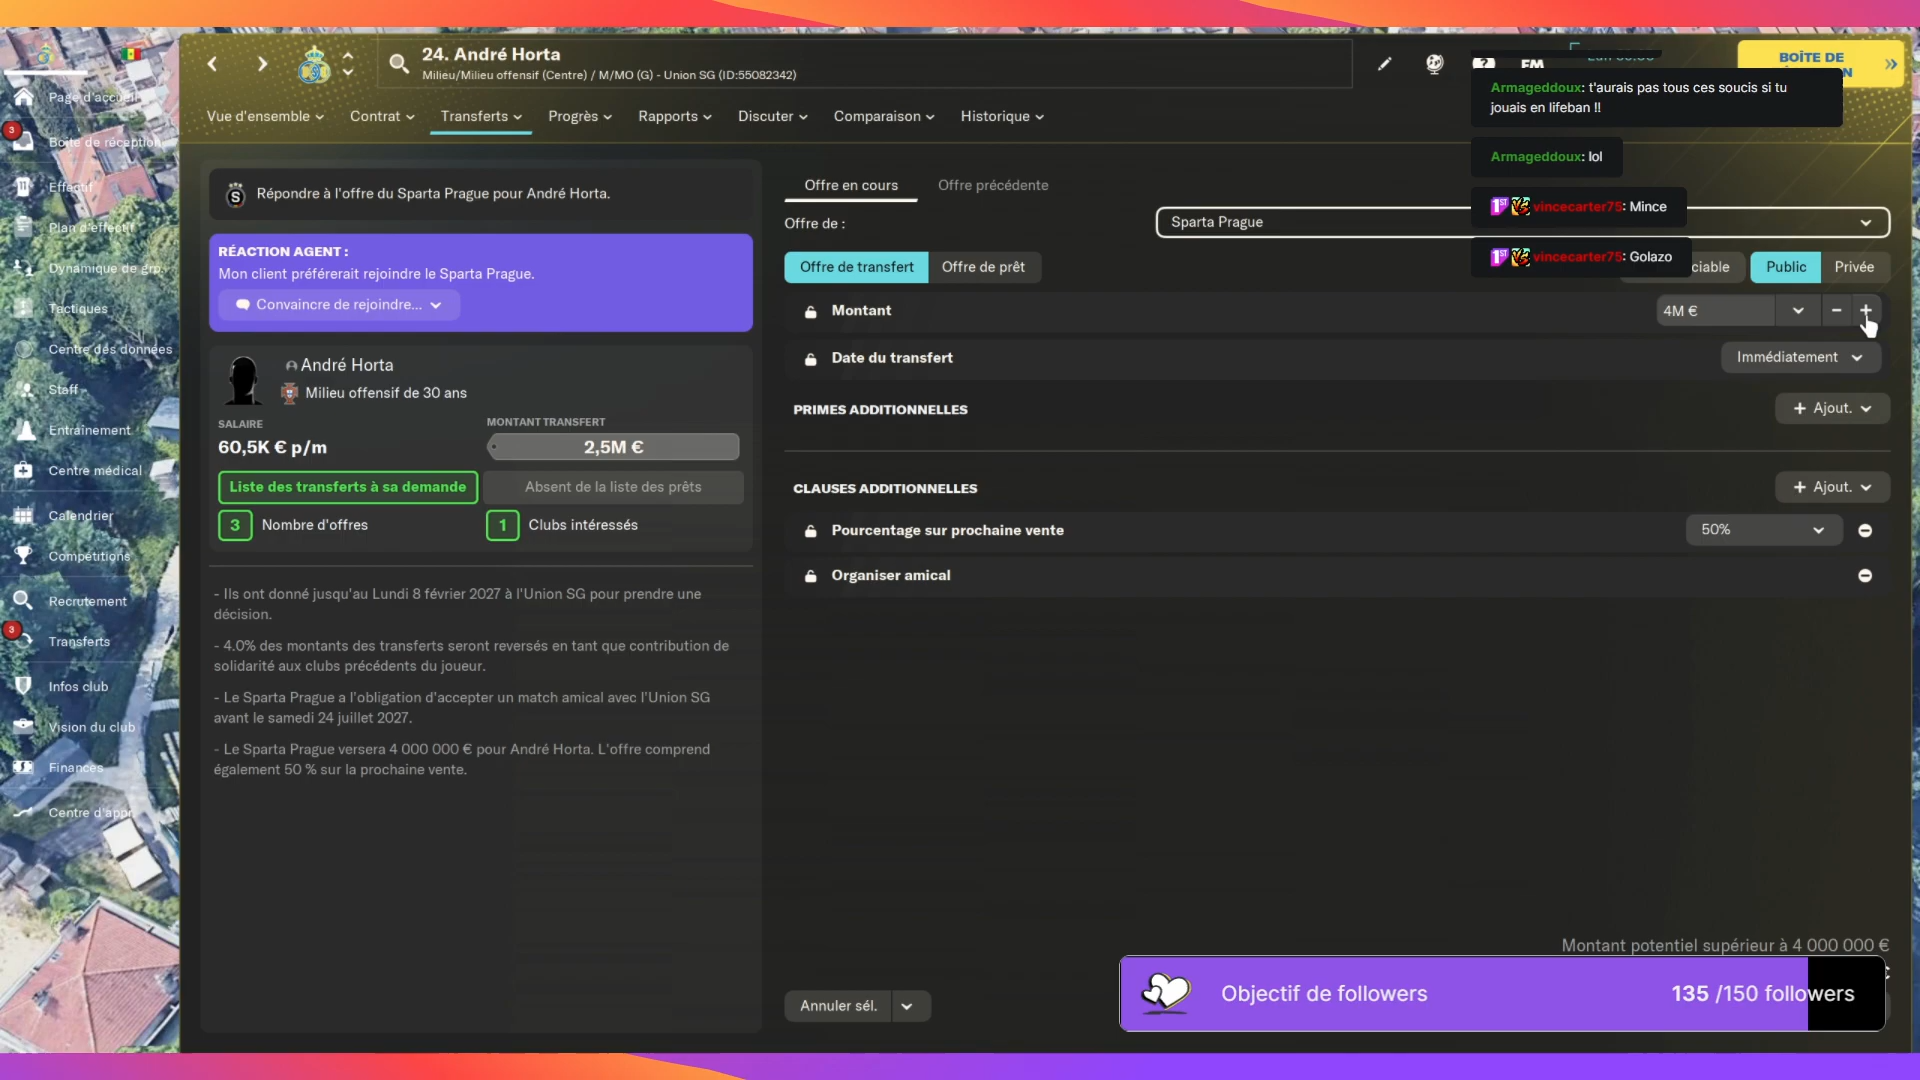 24. André Horta
Milieu/Milieu offensif (Centre) / M/MO (G) - Union SG (ID:55082342)
FM
BOÎTE DE
Vue d'ensemble
Contrat
Transferts
Progrès
Rapports
Discuter
Comparaison
Historique
Armageddoux: t'aurais pas tous ces soucis si tu
jouais en lifeban !!
Armageddoux: lol
vincecarter75: Mince
vincecarter75: Golazo
Page d'accueil
3
Boîte de réception
Effectif
Plan d'effectif
Dynamique de grp.
Tactiques
Centre des données
Staff
Entraînement
Centre médical
Calendrier
Compétitions
Recrutement
3
Transferts
Infos club
Vision du club
Finances
Centre d'appr.
Répondre à l'offre du Sparta Prague pour André Horta.
RÉACTION AGENT :
Mon client préférerait rejoindre le Sparta Prague.
Convaincre de rejoindre...
André Horta
Milieu offensif de 30 ans
SALAIRE
60,5K € p/m
MONTANT TRANSFERT
2,5M €
Liste des transferts à sa demande
Absent de la liste des prêts
3 Nombre d'offres
1 Clubs intéressés
- Ils ont donné jusqu'au Lundi 8 février 2027 à l'Union SG pour prendre une
décision.
- 4.0% des montants des transferts seront reversés en tant que contribution de
solidarité aux clubs précédents du joueur.
- Le Sparta Prague a l'obligation d'accepter un match amical avec l'Union SG
avant le samedi 24 juillet 2027.
- Le Sparta Prague versera 4 000 000 € pour André Horta. L'offre comprend
également 50 % sur la prochaine vente.
Offre en cours
Offre précédente
Offre de :
Sparta Prague
Offre de transfert
Offre de prêt
ciable
Public
Privée
Montant
4M €
Date du transfert
Immédiatement
PRIMES ADDITIONNELLES
+ Ajout.
CLAUSES ADDITIONNELLES
+ Ajout.
Pourcentage sur prochaine vente
50%
Organiser amical
Montant potentiel supérieur à 4 000 000 €
Annuler sél.
Objectif de followers
135 /150 followers